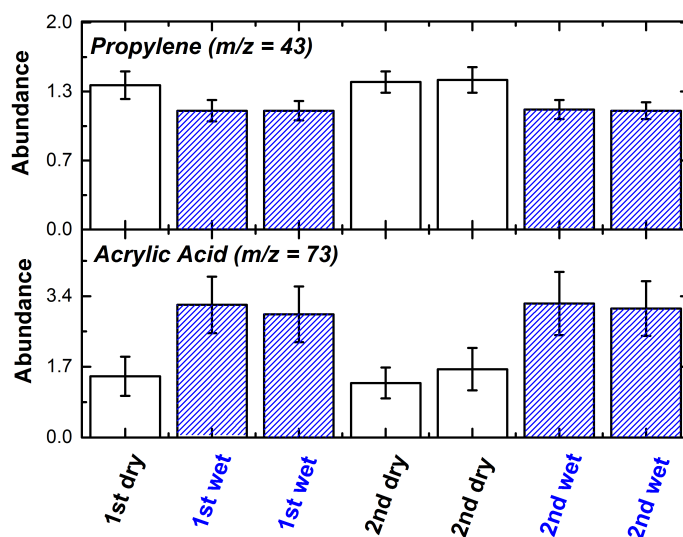 2.0
Propylene (m/z = 43)
1.3
0.7
0.0
Abundance
Acrylic Acid (m/z = 73)
3.4
1.7
0.0
Abundance
1st dry
1st wet
1st wet
2nd dry
2nd dry
2nd wet
2nd wet